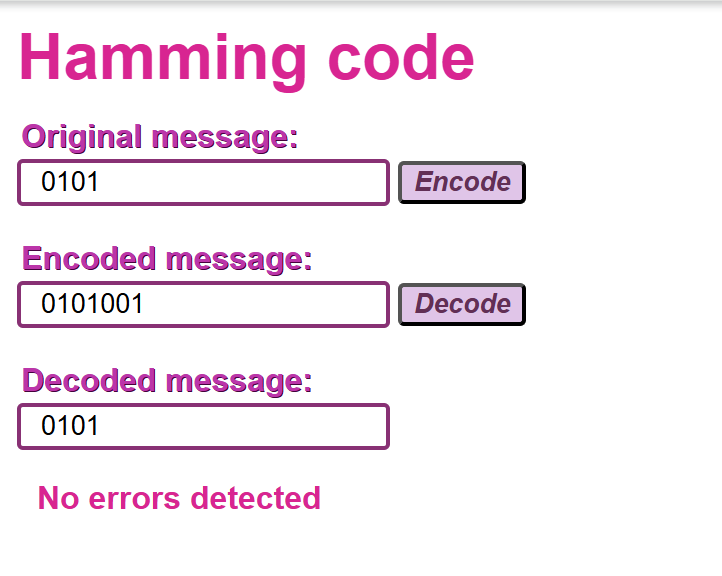 Hamming code
Original message:
0101 Encode
Encoded message:
0101001 Decode
Decoded message:
0101
No errors detected